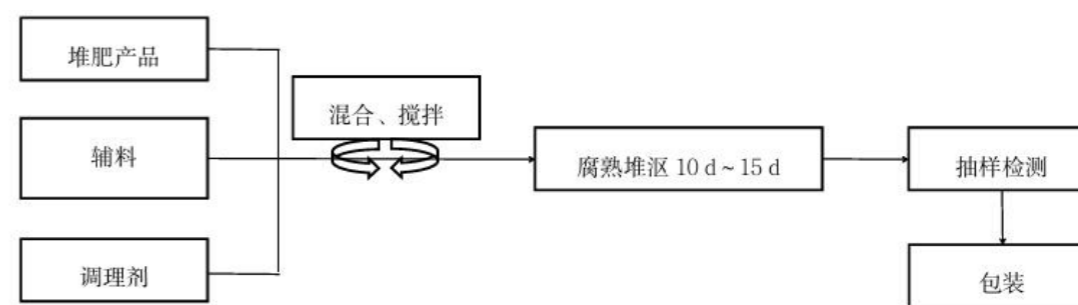 堆肥产品
混合、搅拌
辅料
腐熟堆沤 10 d~15 d
抽样检测
调理剂
包装